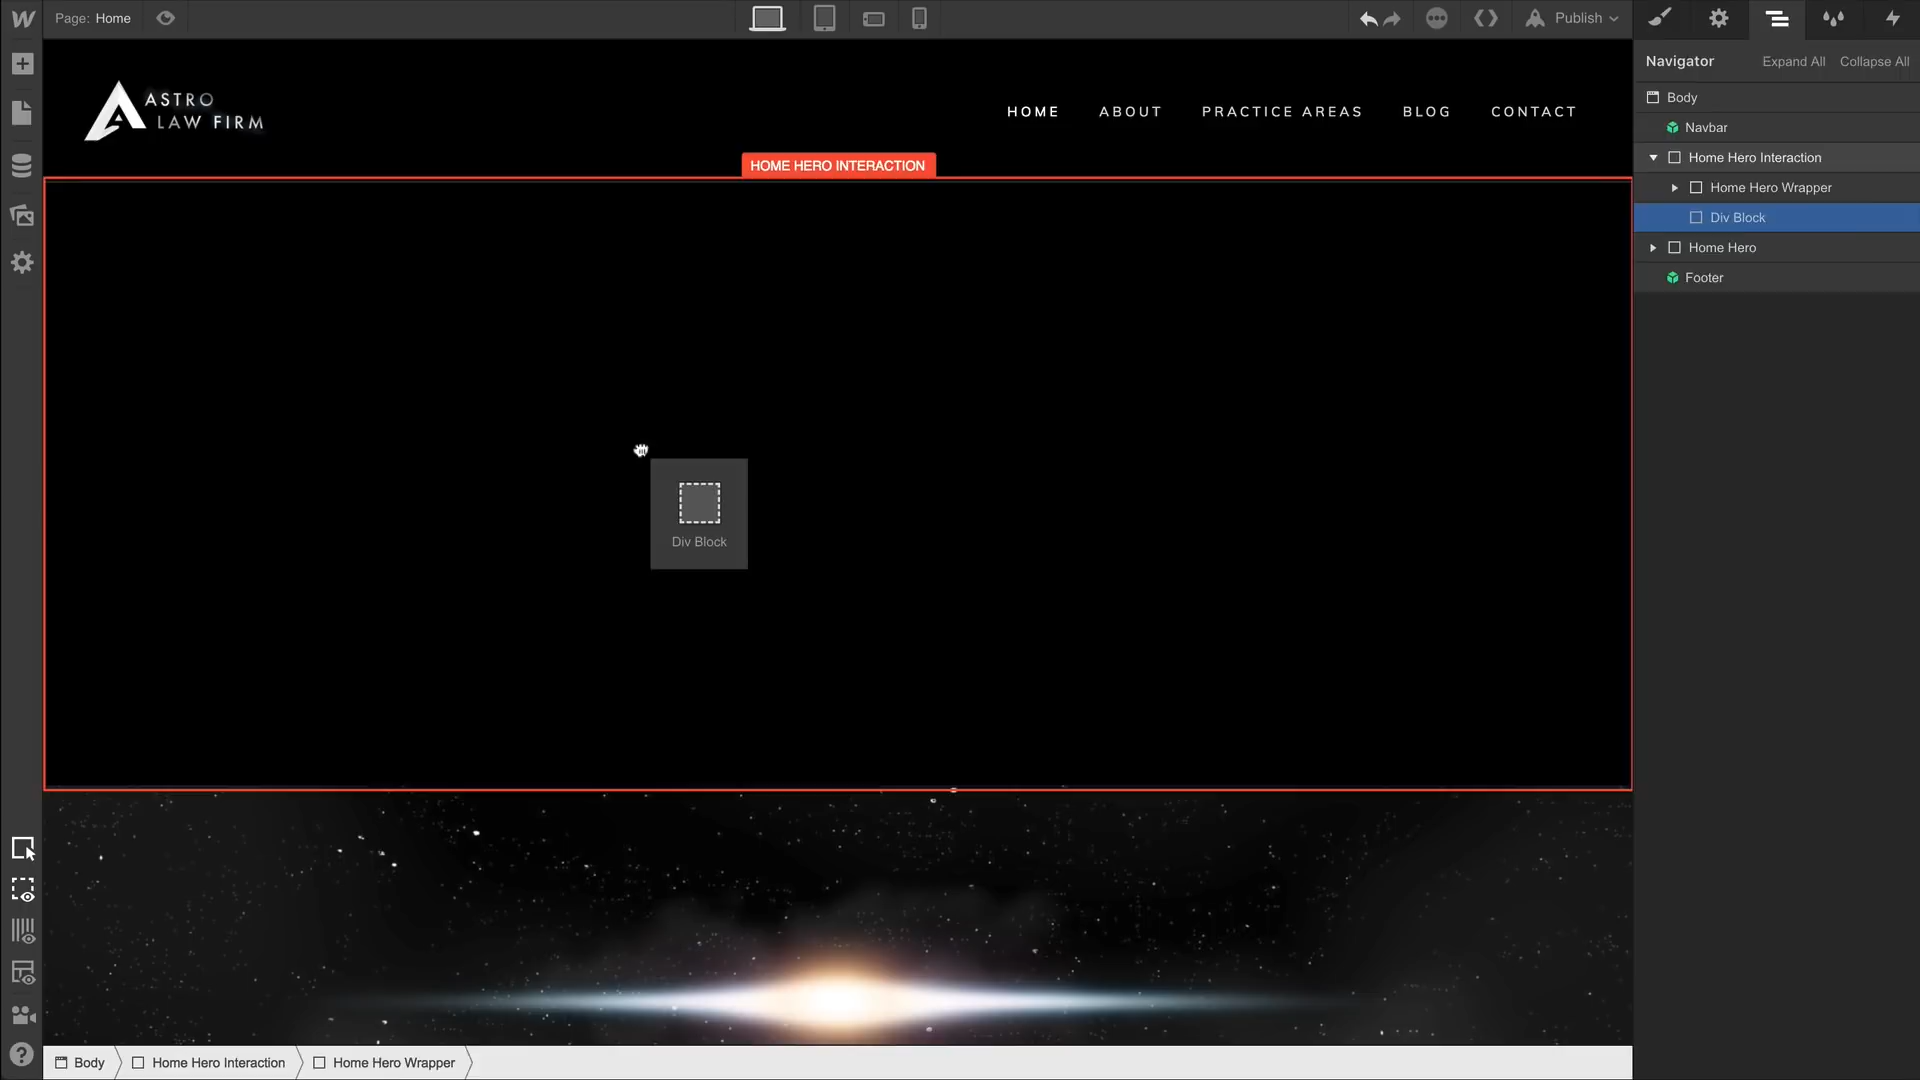 Page: Home
Publish
Navigator
Expand All
Collapse All
Body
Navbar
Home Hero Interaction
Home Hero Wrapper
Div Block
Home Hero
Footer
ASTRO
LAW FIRM
HOME
ABOUT
PRACTICE AREAS
BLOG
CONTACT
HOME HERO INTERACTION
Div Block
Body
Home Hero Interaction
Home Hero Wrapper